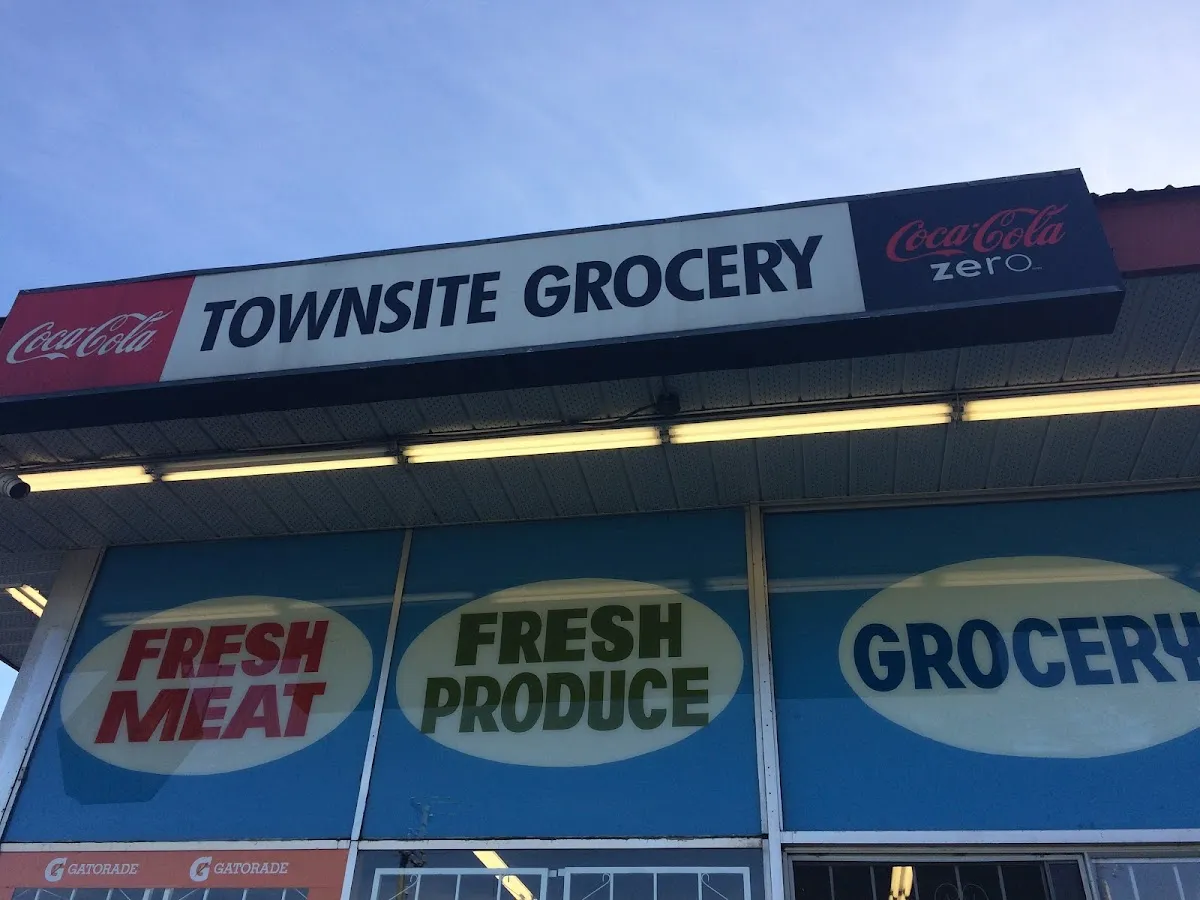 Coca-Cola
TOWNSITE GROCERY
Coca-Cola
zero
FRESH
MEAT
FRESH
PRODUCE
GROCERY
G GATORADE
G GATORADE